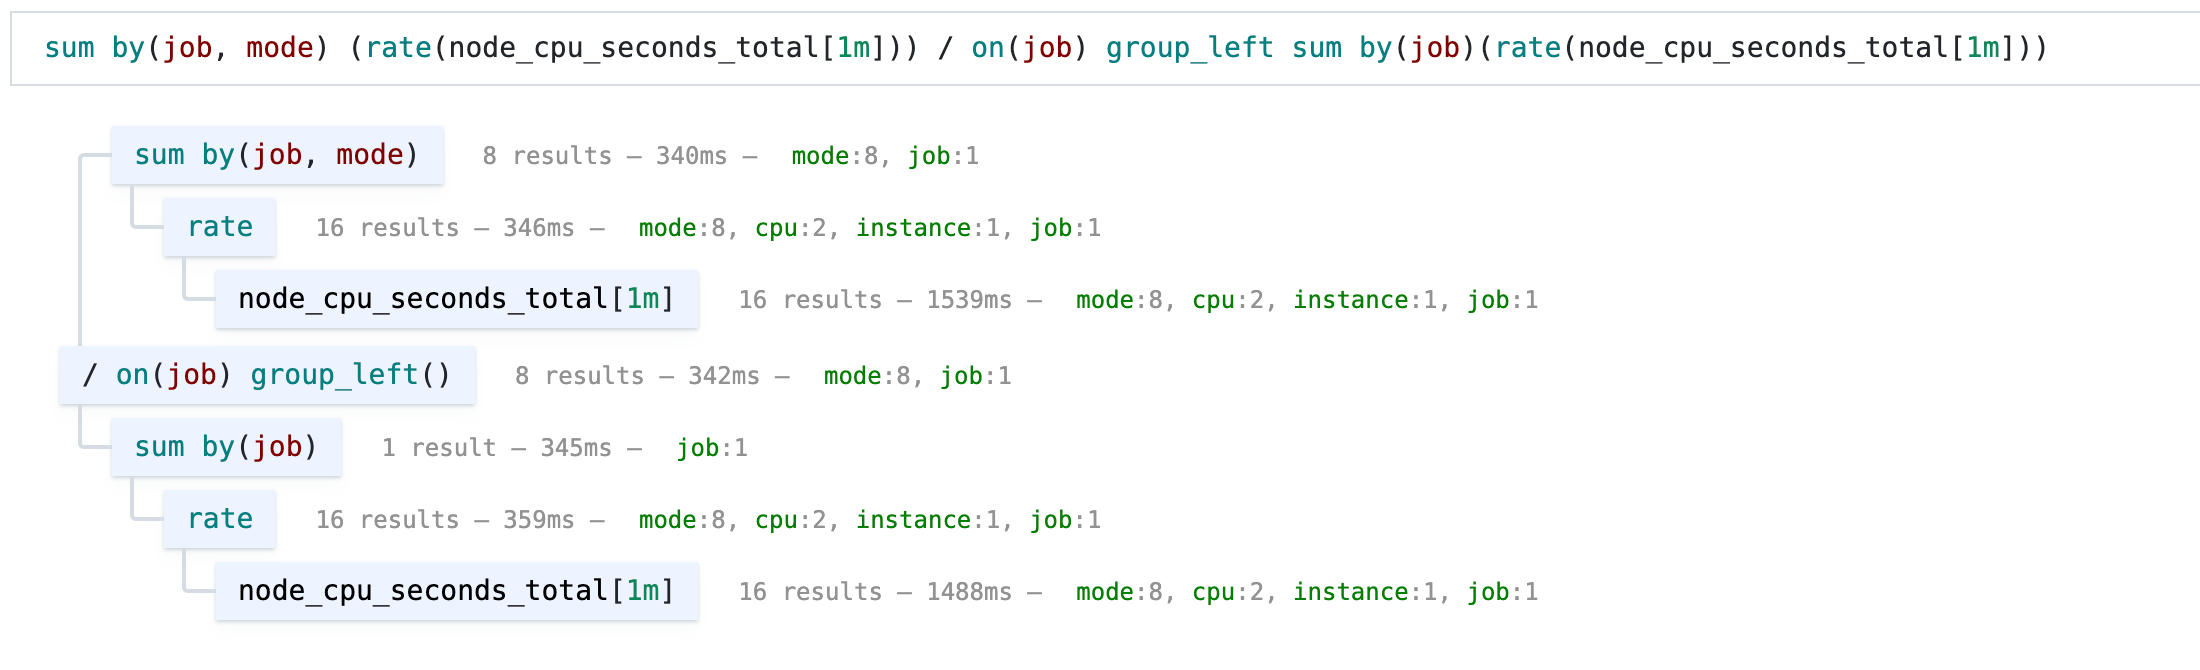 sum by(job, mode) (rate(node_cpu_seconds_total[1m])) / on(job) group_left sum by(job)(rate(node_cpu_seconds_total[1m]))
sum by(job, mode) 8 results – 340ms – mode:8, job:1
rate 16 results – 346ms – mode:8, cpu:2, instance:1, job:1
node_cpu_seconds_total[1m] 16 results – 1539ms – mode:8, cpu:2, instance:1, job:1
/ on(job) group_left() 8 results – 342ms – mode:8, job:1
sum by(job) 1 result – 345ms – job:1
rate 16 results – 359ms – mode:8, cpu:2, instance:1, job:1
node_cpu_seconds_total[1m] 16 results – 1488ms – mode:8, cpu:2, instance:1, job:1